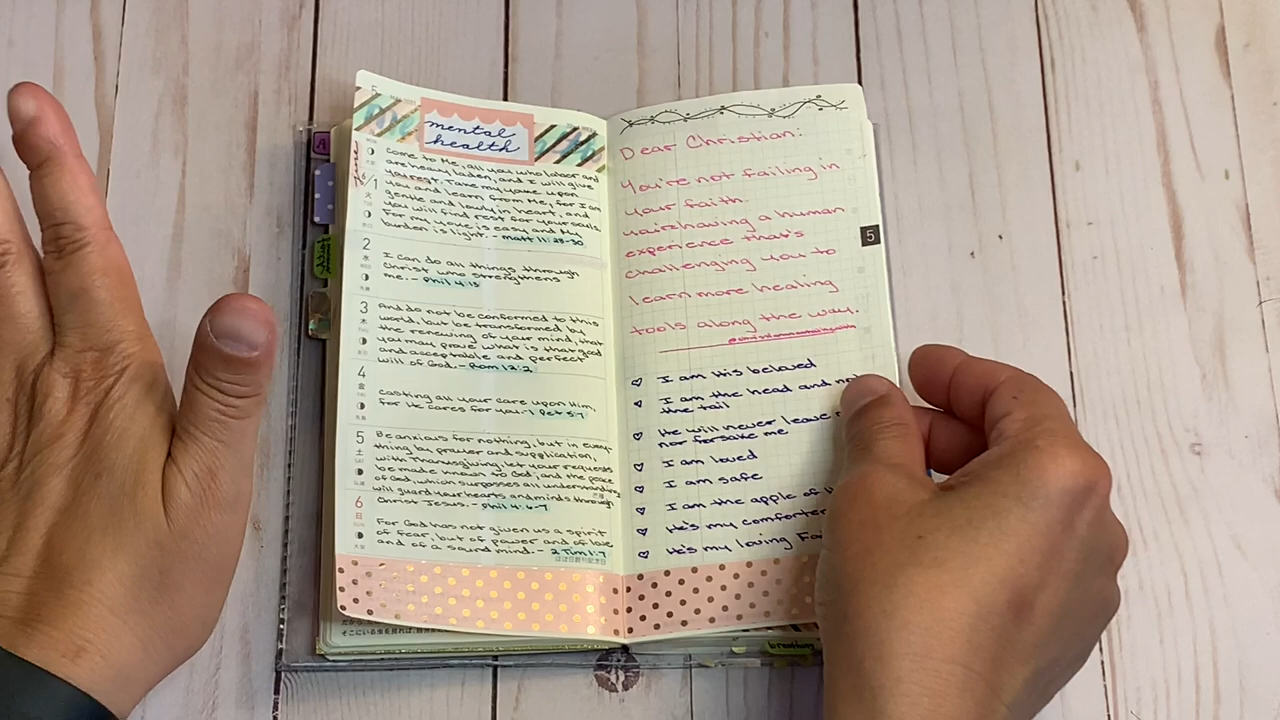 mental
health
come to Me, all you who labor and
are heavy laden, and I will give
you rest. Take my yoke upon
you and learn from Me, for I am
gentle and lowly in heart, and
you will find rest for your souls.
For my yoke is easy and My
burden is light. - Matt 11:28-30
1
火
2
水
I can do all things through
Christ who strengthens
me. - Phil 4:13
3
木
And do not be conformed to this
world, but be transformed by
the renewing of your mind, that
you may prove what is that good
and acceptable and perfect
will of God. - Rom 12:2
4
金
casting all your care upon Him,
for He cares for you. - 1 Pet 5:7
5
土
Be anxious for nothing, but in every-
thing by prayer and supplication,
with Thanksgiving let your requests
be made known to God, and the peace
of God, which surpasses all understanding
will guard your hearts and minds through
Christ Jesus. - Phil 4:6-7
6
日
For God has not given us a spirit
of fear, but of power and of love
and of a sound mind. - 2 Tim 1:7
Dear Christian:
You're not failing in
your faith.
You're having a human
experience that's
challenging you to
learn more healing
tools along the way.
I am His beloved
I am the head and not
the tail
He will never leave
nor forsake me
I am loved
I am safe
I am the apple of
He's my comforter
He's my loving
5
A
breathing